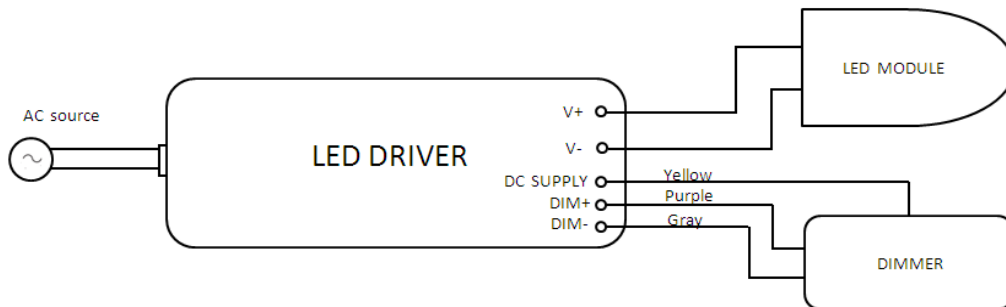 AC source
LED DRIVER
V+
V-
DC SUPPLY
DIM+
DIM-
Yellow
Purple
Gray
LED MODULE
DIMMER